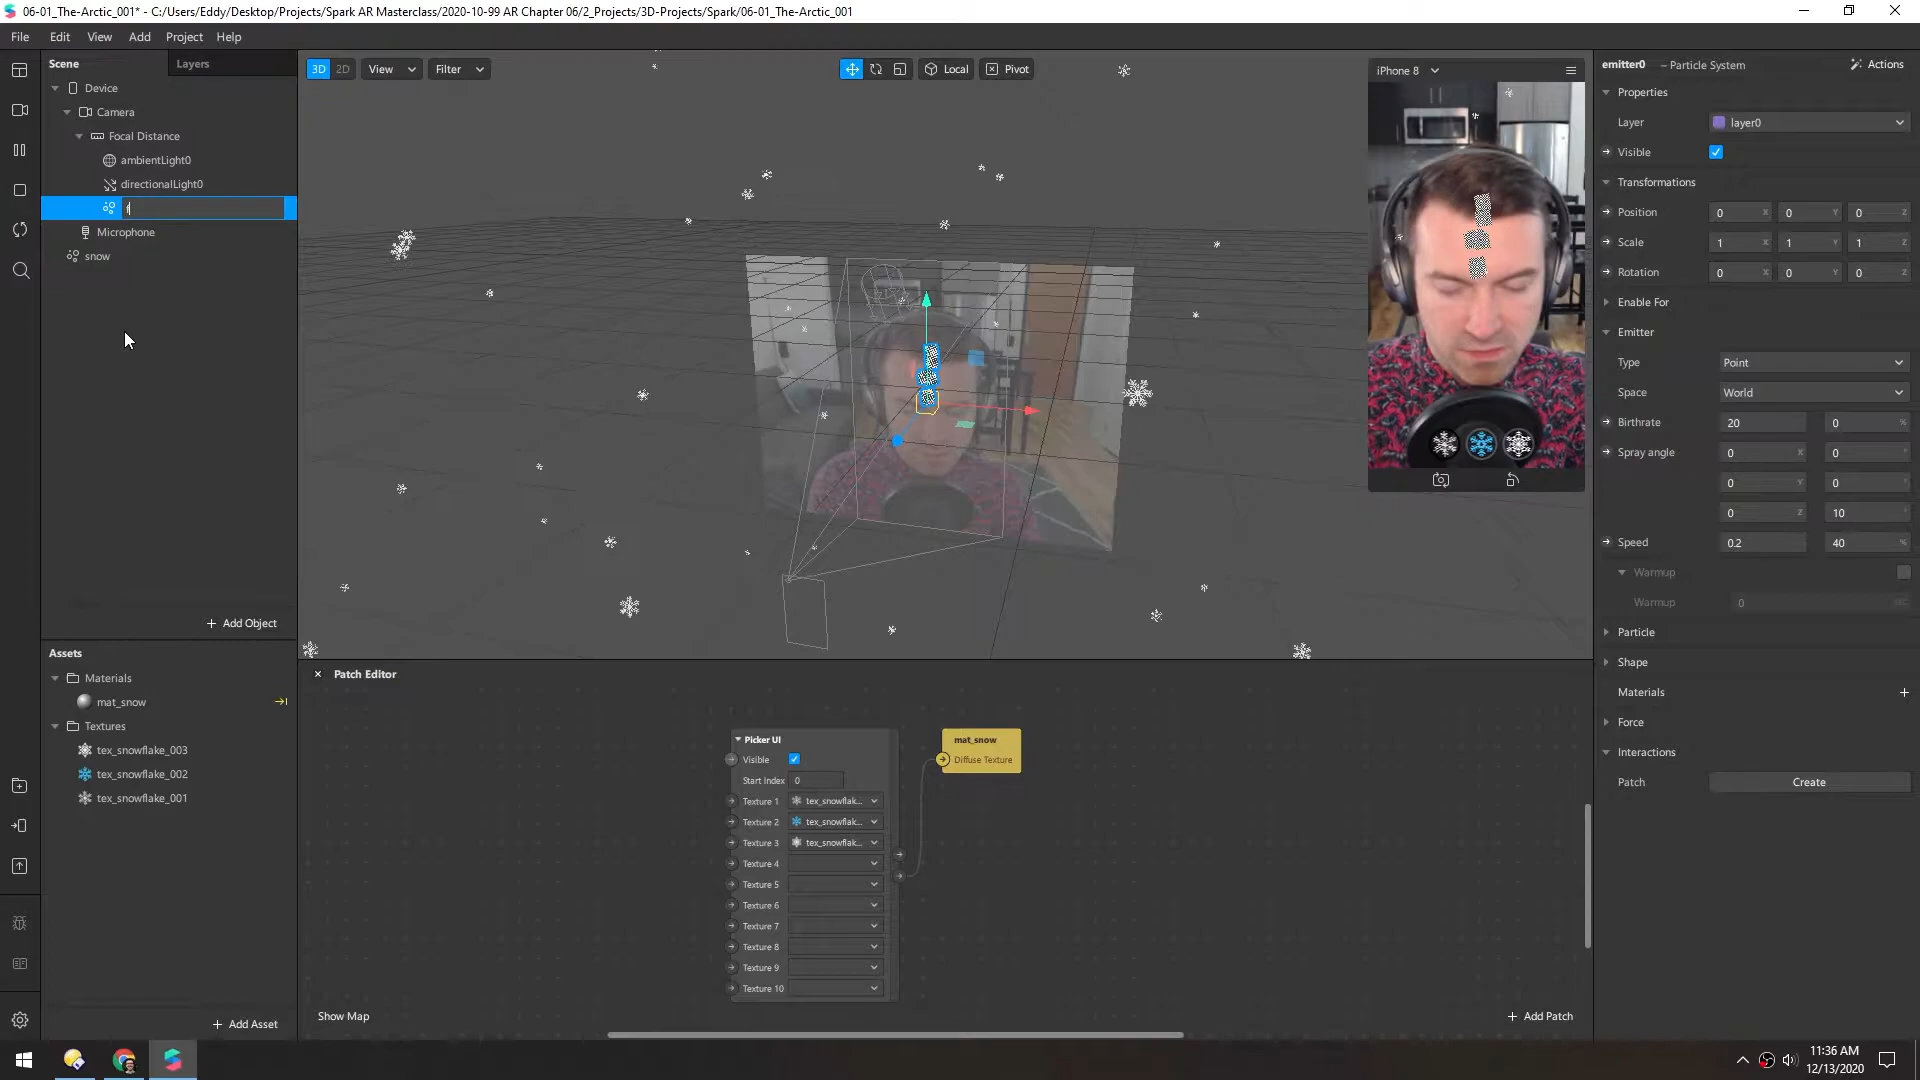 06-01_The-Arctic_001* - C:/Users/Eddy/Desktop/Projects/Spark AR Masterclass/2020-10-99 AR Chapter 06/2_Projects/3D-Projects/Spark/06-01_The-Arctic_001
File Edit View Add Project Help
Scene Layers
Device
Camera
Focal Distance
ambientLight0
directionalLight0
f
Microphone
snow
+ Add Object
Assets
Materials
mat_snow
Textures
tex_snowflake_003
tex_snowflake_002
tex_snowflake_001
+ Add Asset
3D 2D View Filter Local Pivot
iPhone 8
Patch Editor
Picker UI
Visible
Start Index 0
Texture 1 tex_snowflak...
Texture 2 tex_snowflak...
Texture 3 tex_snowflak...
Texture 4
Texture 5
Texture 6
Texture 7
Texture 8
Texture 9
Texture 10
mat_snow
Diffuse Texture
Show Map
+ Add Patch
emitter0 – Particle System Actions
Properties
Layer layer0
Visible
Transformations
Position 0 X 0 Y 0 Z
Scale 1 X 1 Y 1 Z
Rotation 0 X 0 Y 0 Z
Enable For
Emitter
Type Point
Space World
Birthrate 20 0 %
Spray angle 0 X 0 °
0 Y 0 °
0 Z 10 °
Speed 0.2 40 %
Warmup
Warmup 0
Particle
Shape
Materials +
Force
Interactions
Patch Create
11:36 AM
12/13/2020